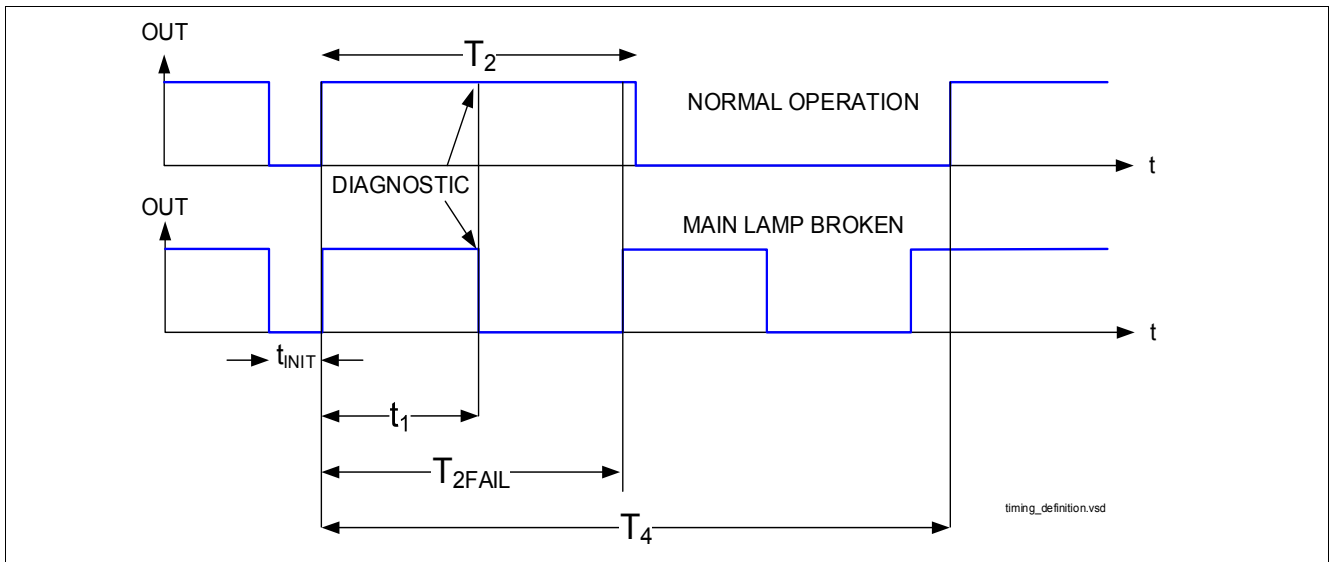 OUT
T2
NORMAL OPERATION
t
DIAGNOSTIC
OUT
MAIN LAMP BROKEN
t
tINIT
t1
T2FAIL
timing_definition.vsd
T4